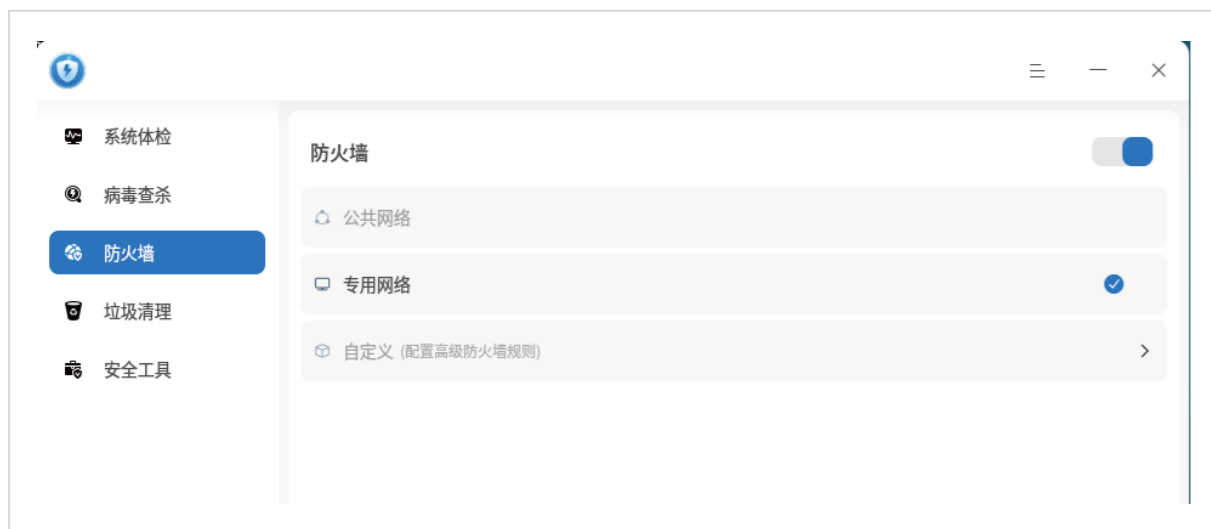 系统体检
病毒查杀
防火墙
垃圾清理
安全工具
防火墙
公共网络
专用网络
自定义 (配置高级防火墙规则)